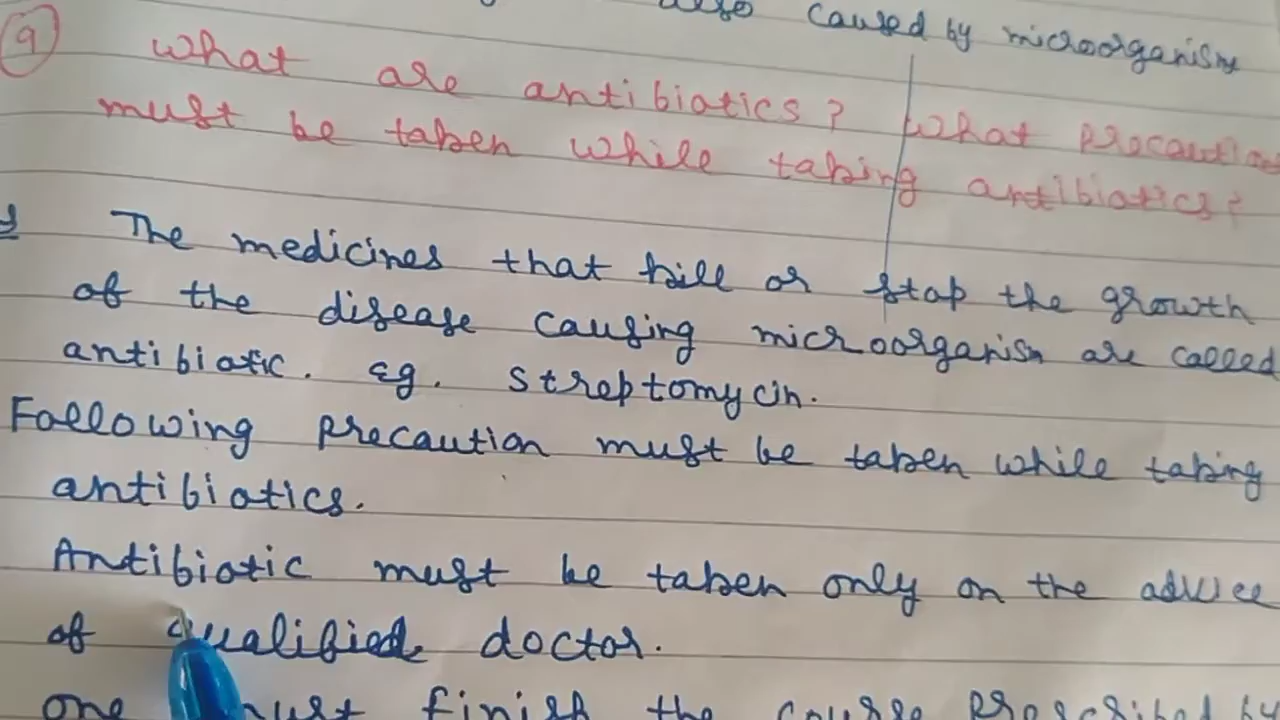 also caused by microorganism
9 What are antibiotics? What precaution
must be taken while taking antibiotics?
The medicines that kill or stop the growth
of the disease causing microorganism are called
antibiotic. eg. streptomycin.
Following precaution must be taken while taking
antibiotics.
Antibiotic must be taken only on the advice
of qualified doctor.
one must finish the course prescribed by